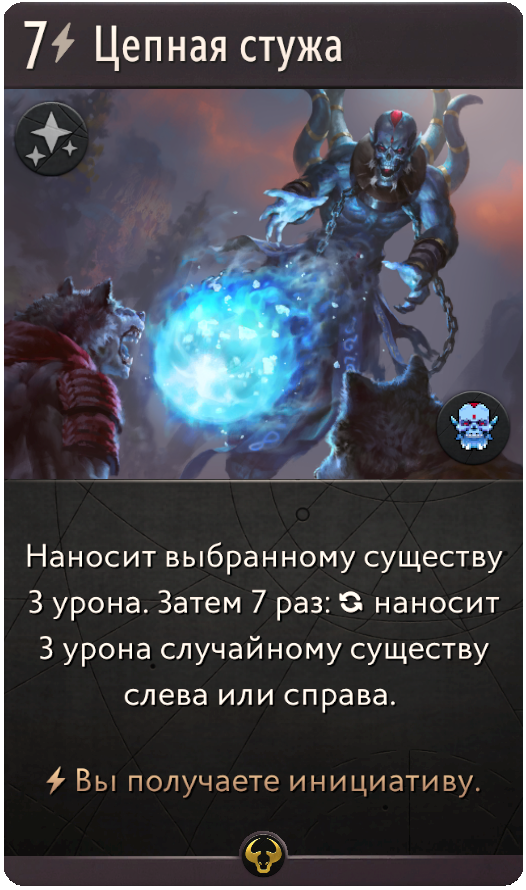 7 Цепная стужа
Наносит выбранному существу
3 урона. Затем 7 раз: наносит
3 урона случайному существу
слева или справа.
Вы получаете инициативу.